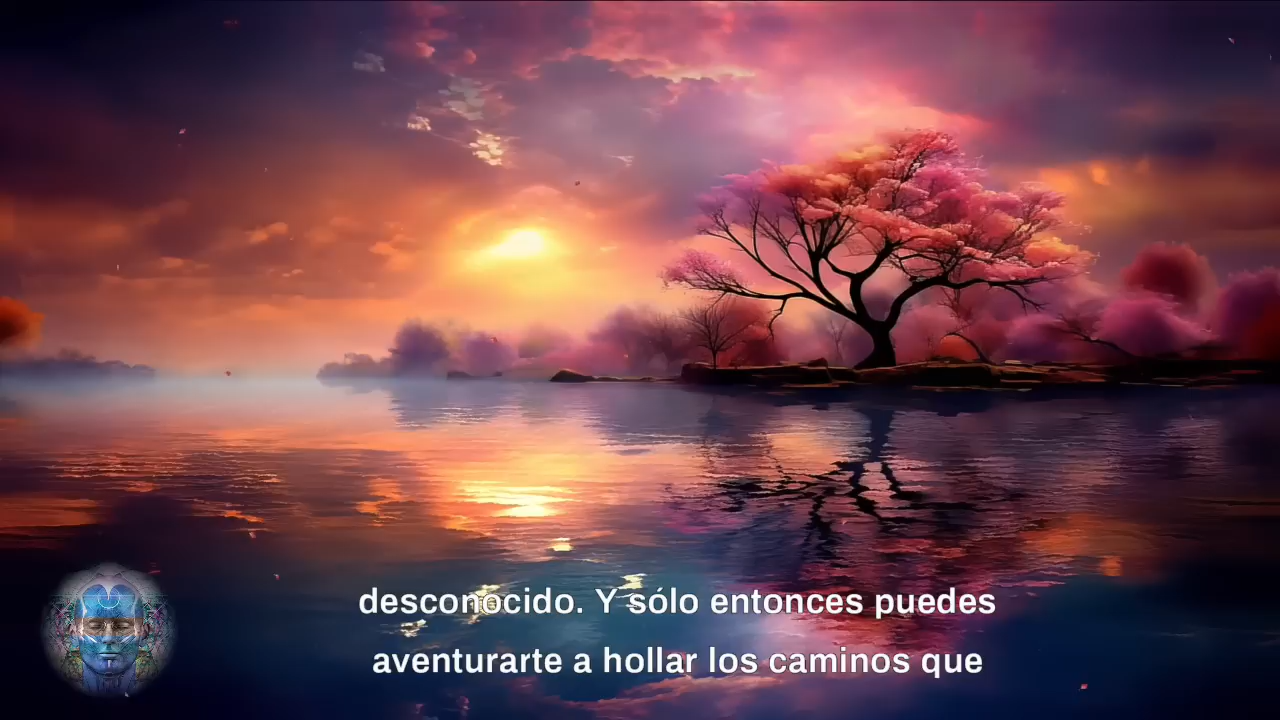 desconocido. Y sólo entonces puedes
aventurarte a hollar los caminos que